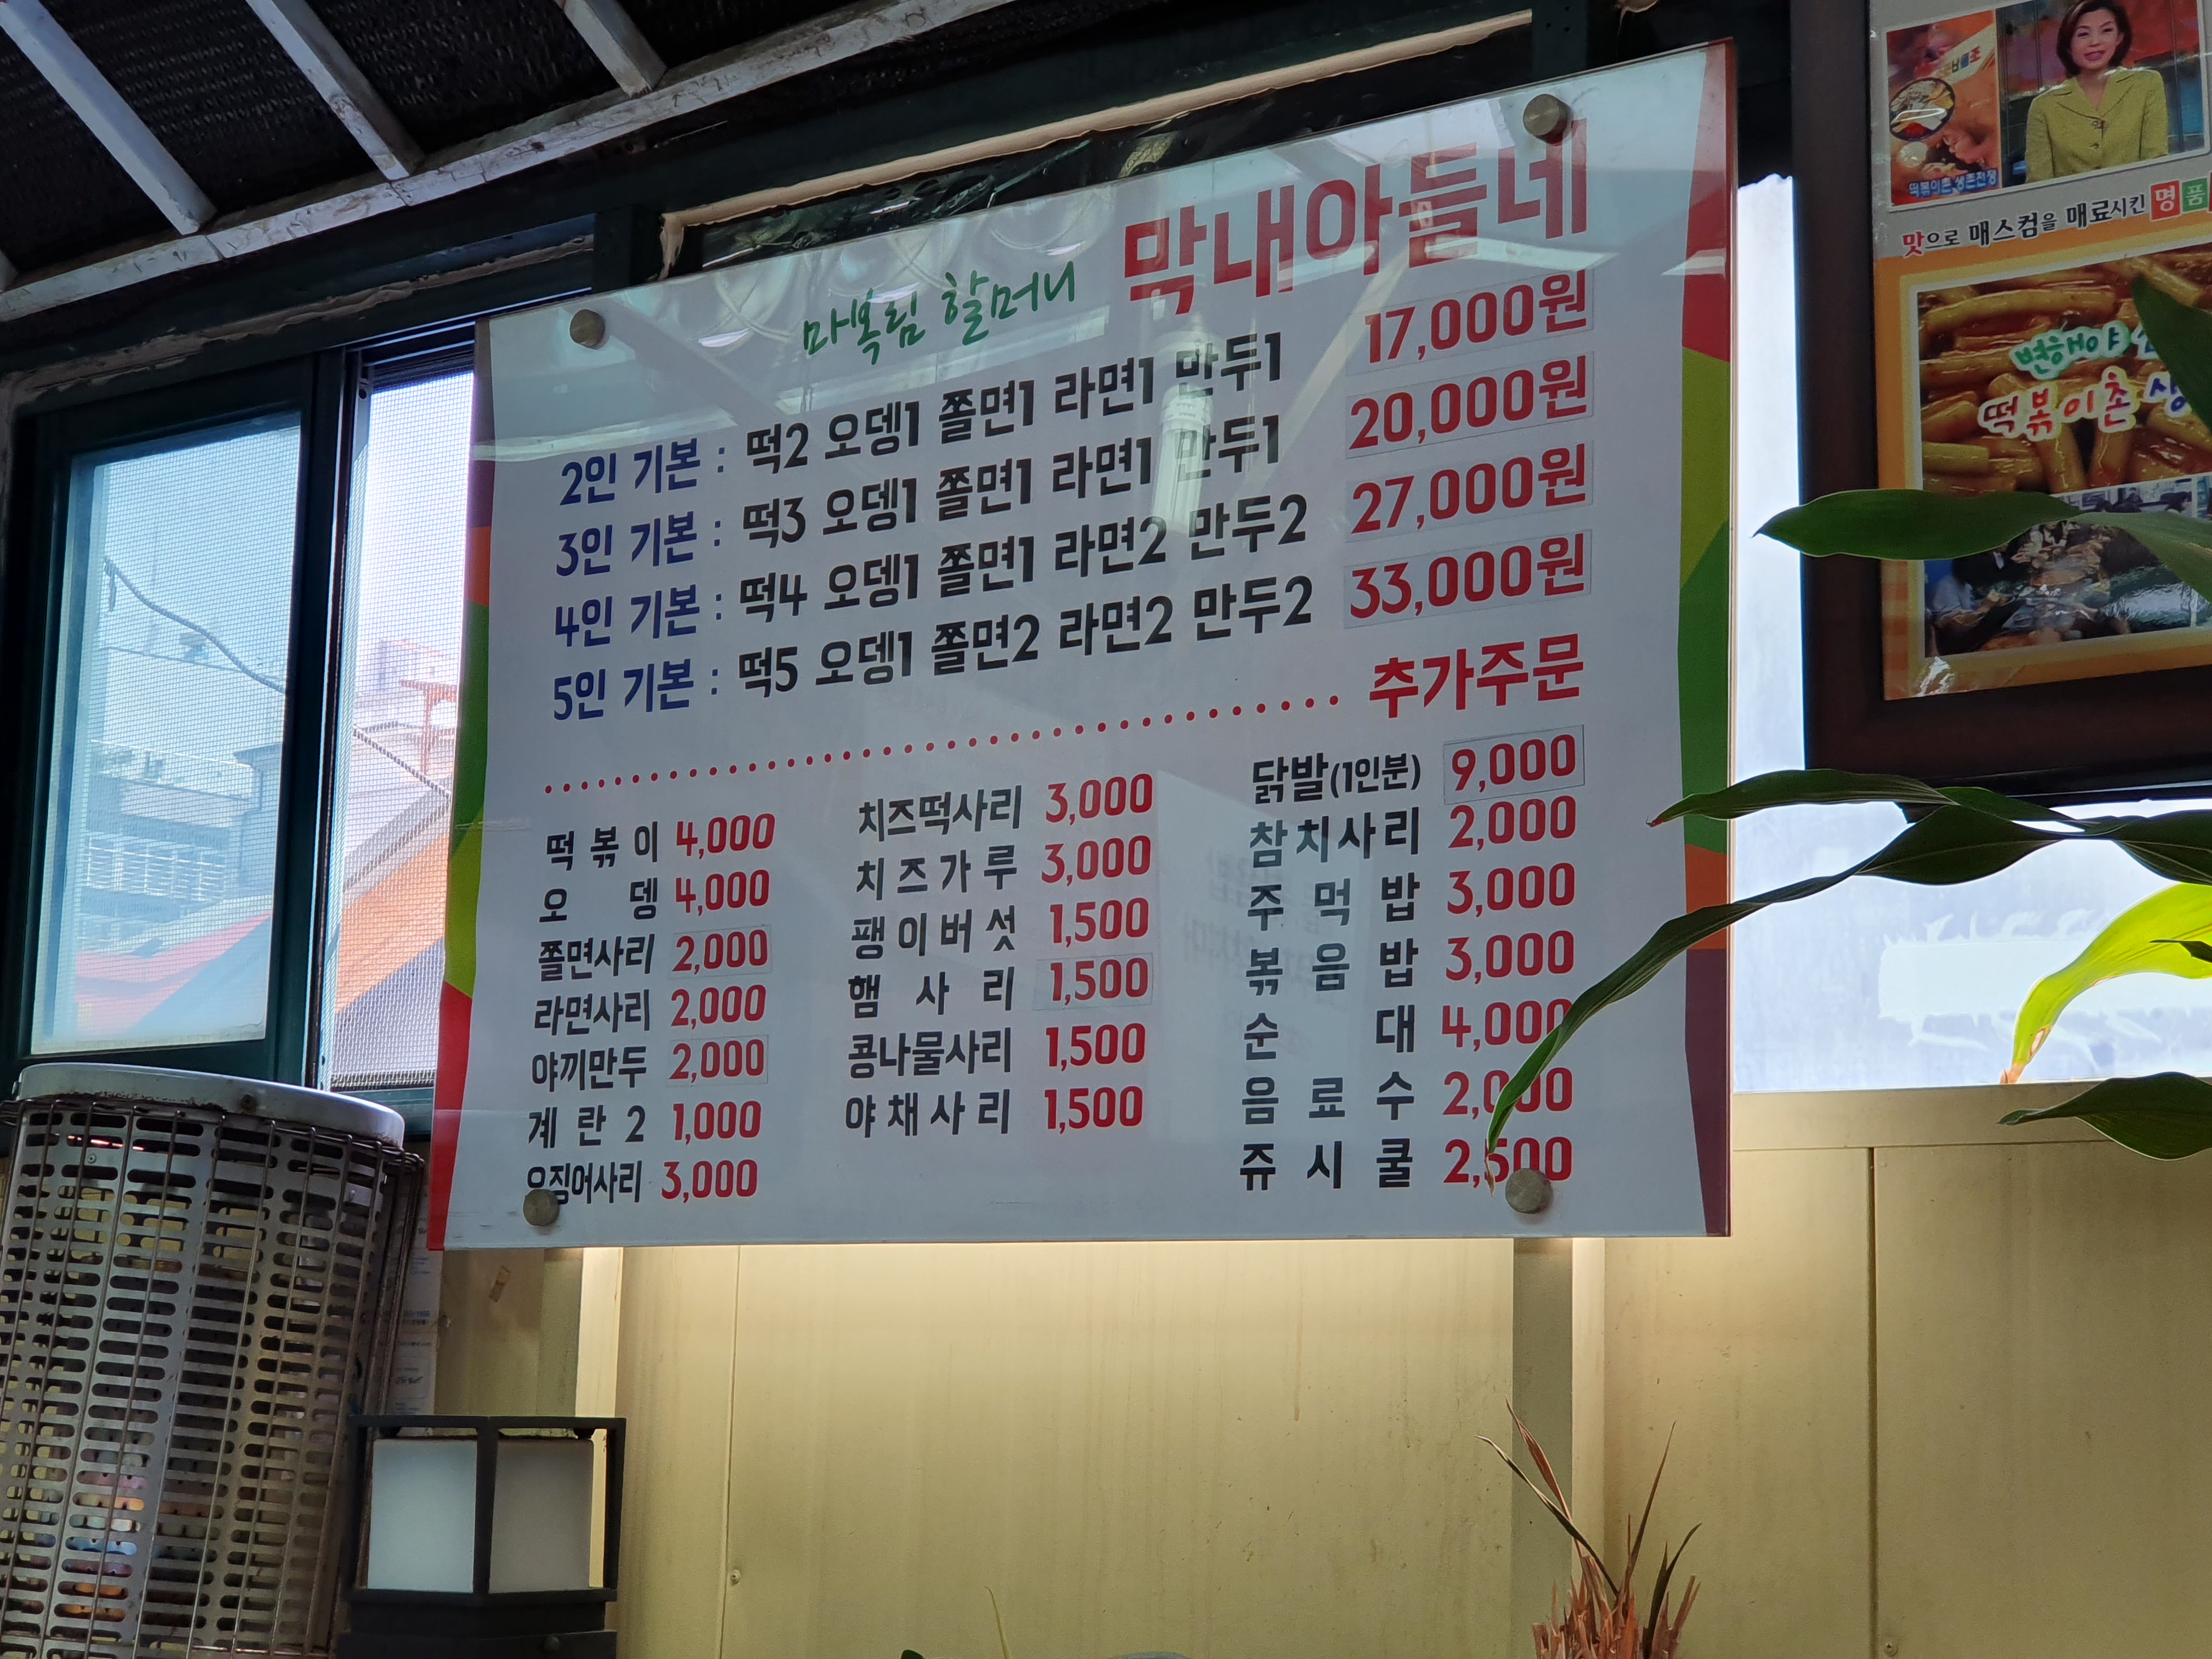 마복림 할머니 막내아들네
2인 기본 : 떡2 오뎅1 쫄면1 라면1 만두1 17,000원
3인 기본 : 떡3 오뎅1 쫄면1 라면1 만두1 20,000원
4인 기본 : 떡4 오뎅1 쫄면1 라면2 만두2 27,000원
5인 기본 : 떡5 오뎅1 쫄면2 라면2 만두2 33,000원
추가주문
떡볶이 4,000
오뎅 4,000
쫄면사리 2,000
라면사리 2,000
야끼만두 2,000
계란2 1,000
오징어사리 3,000
치즈떡사리 3,000
치즈가루 3,000
팽이버섯 1,500
햄사리 1,500
콩나물사리 1,500
야채사리 1,500
닭발(1인분) 9,000
참치사리 2,000
주먹밥 3,000
볶음밥 3,000
순대 4,000
음료수 2,000
쥬시쿨 2,500
떡볶이촌 생존전쟁
맛으로 매스컴을 매료시킨 명품
변해야
떡볶이촌